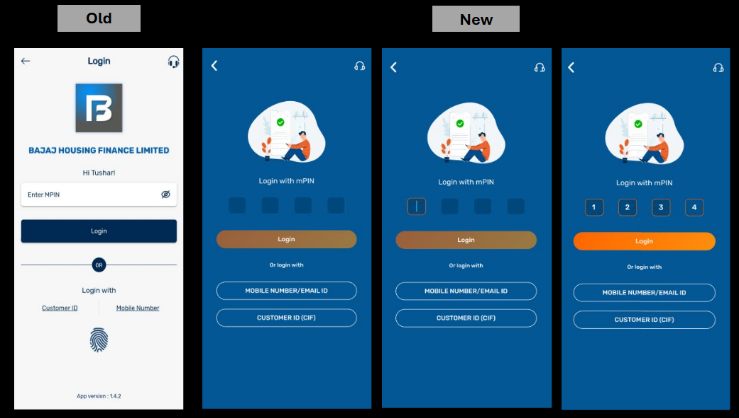 Old
New
Login
B
BAJAJ HOUSING FINANCE LIMITED
Hi Tushar!
Enter MPIN
Login
OR
Login with
Customer ID
Mobile Number
App version : 1.4.2
Login with mPIN
Login
Or login with
MOBILE NUMBER/EMAIL ID
CUSTOMER ID (CIF)
Login with mPIN
Login
Or login with
MOBILE NUMBER/EMAIL ID
CUSTOMER ID (CIF)
Login with mPIN
1 2 3 4
Login
Or login with
MOBILE NUMBER/EMAIL ID
CUSTOMER ID (CIF)